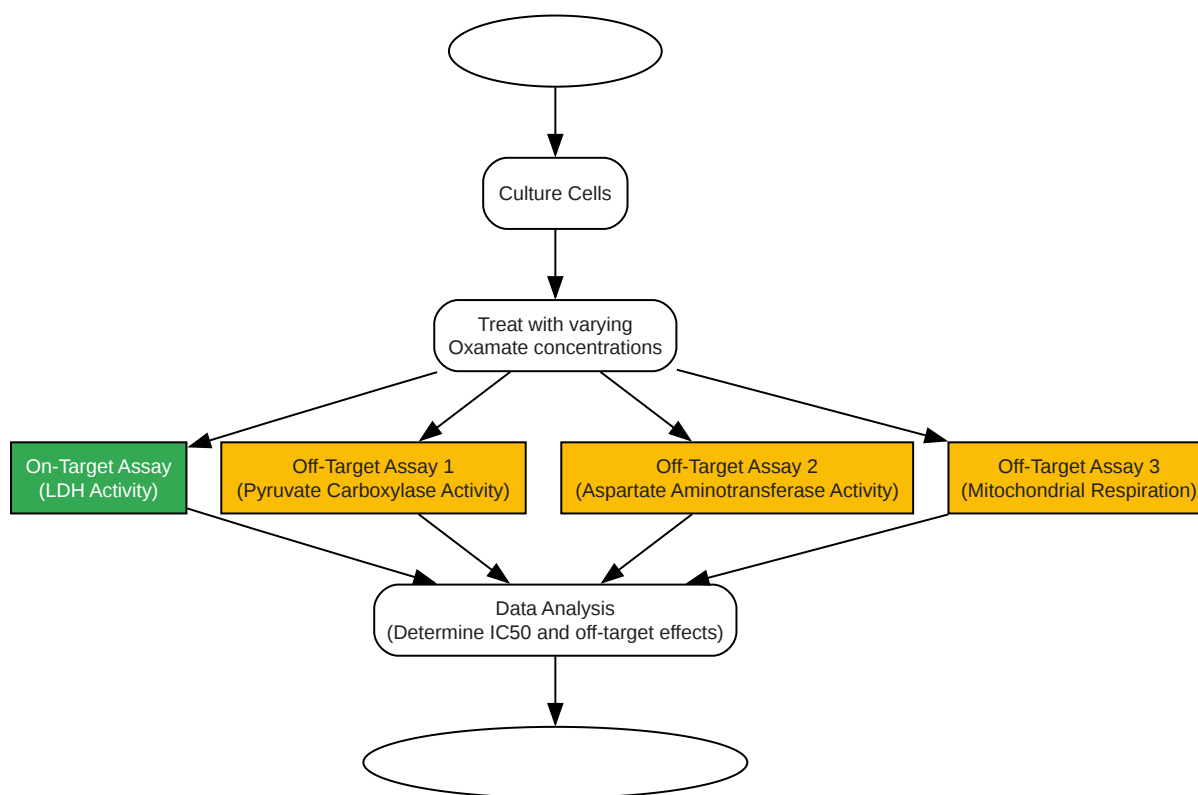 Culture Cells
Treat with varying
Oxamate concentrations
On-Target Assay
(LDH Activity)
Off-Target Assay 1
(Pyruvate Carboxylase Activity)
Off-Target Assay 2
(Aspartate Aminotransferase Activity)
Off-Target Assay 3
(Mitochondrial Respiration)
Data Analysis
(Determine IC50 and off-target effects)